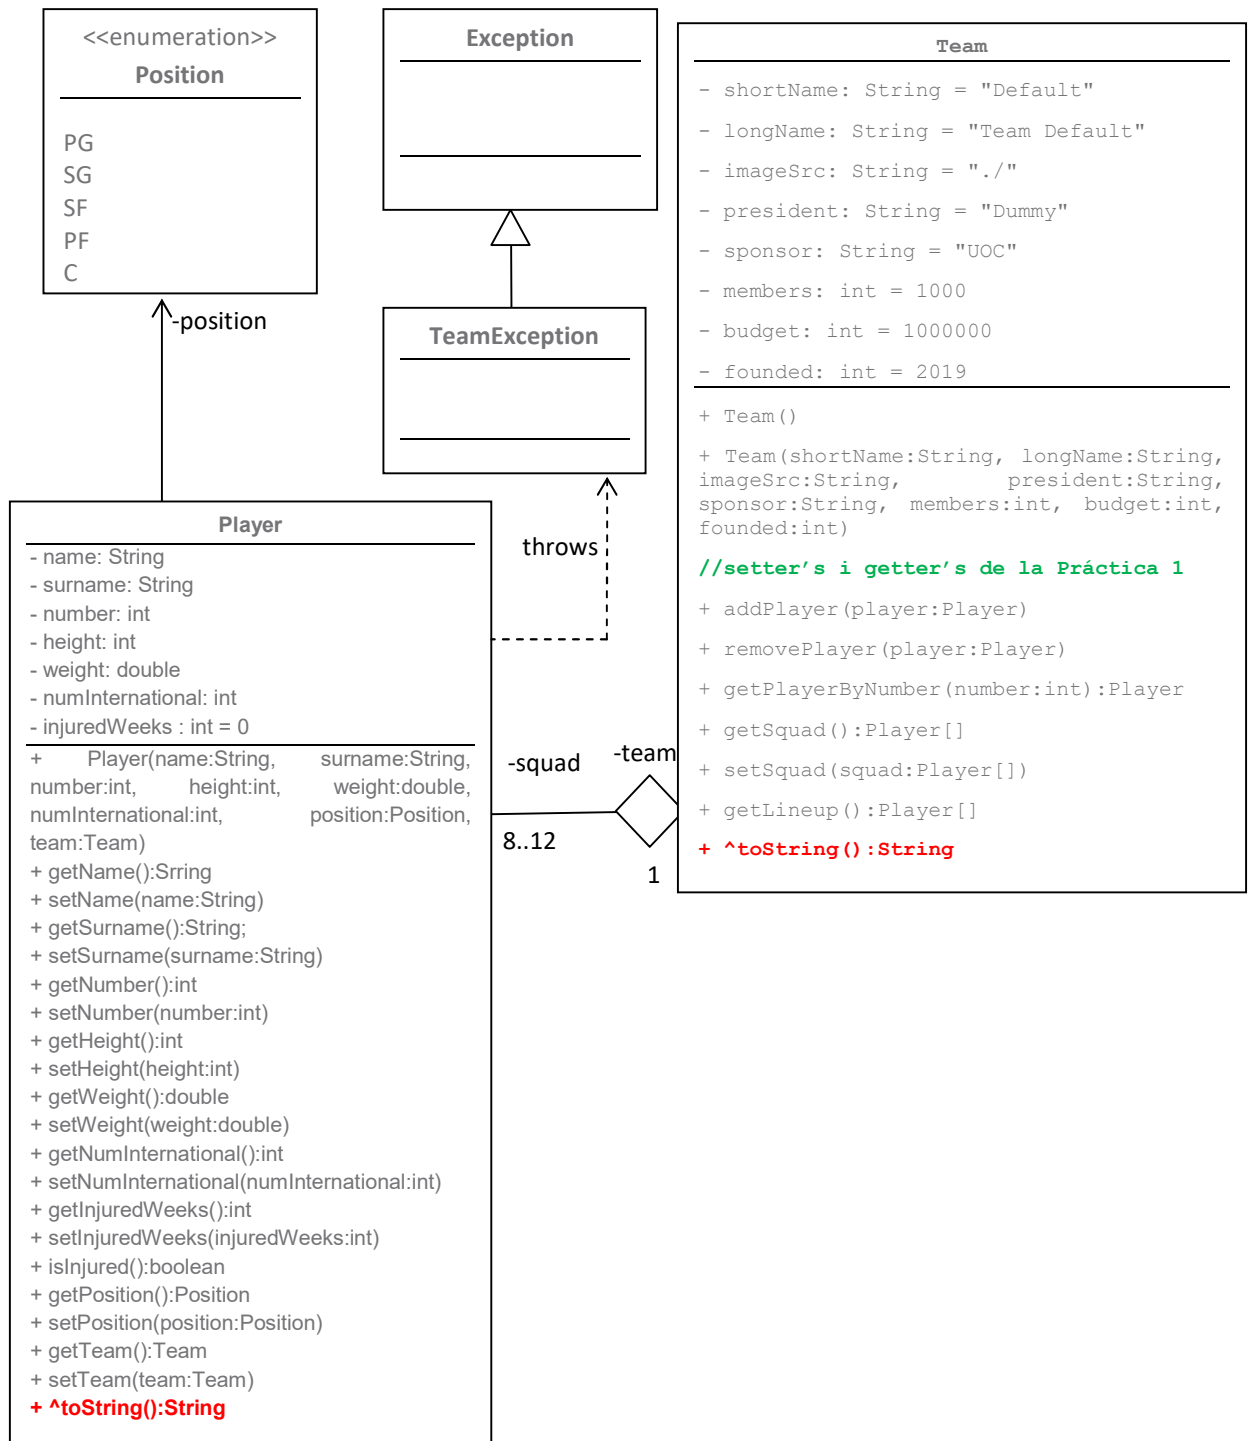 <<enumeration>>
Position
PG
SG
SF
PF
C
-position
Exception
TeamException
throws
Team
- shortName: String = "Default"
- longName: String = "Team Default"
- imageSrc: String = "./"
- president: String = "Dummy"
- sponsor: String = "UOC"
- members: int = 1000
- budget: int = 1000000
- founded: int = 2019
+ Team()
+ Team(shortName:String, longName:String,
imageSrc:String, president:String,
sponsor:String, members:int, budget:int,
founded:int)
//setter’s i getter’s de la Práctica 1
+ addPlayer(player:Player)
+ removePlayer(player:Player)
+ getPlayerByNumber(number:int):Player
+ getSquad():Player[]
+ setSquad(squad:Player[])
+ getLineup():Player[]
+ ^toString():String
-squad
-team
8..12
1
Player
- name: String
- surname: String
- number: int
- height: int
- weight: double
- numInternational: int
- injuredWeeks : int = 0
+ Player(name:String, surname:String,
number:int, height:int, weight:double,
numInternational:int, position:Position,
team:Team)
+ getName():Srring
+ setName(name:String)
+ getSurname():String;
+ setSurname(surname:String)
+ getNumber():int
+ setNumber(number:int)
+ getHeight():int
+ setHeight(height:int)
+ getWeight():double
+ setWeight(weight:double)
+ getNumInternational():int
+ setNumInternational(numInternational:int)
+ getInjuredWeeks():int
+ setInjuredWeeks(injuredWeeks:int)
+ isInjured():boolean
+ getPosition():Position
+ setPosition(position:Position)
+ getTeam():Team
+ setTeam(team:Team)
+ ^toString():String